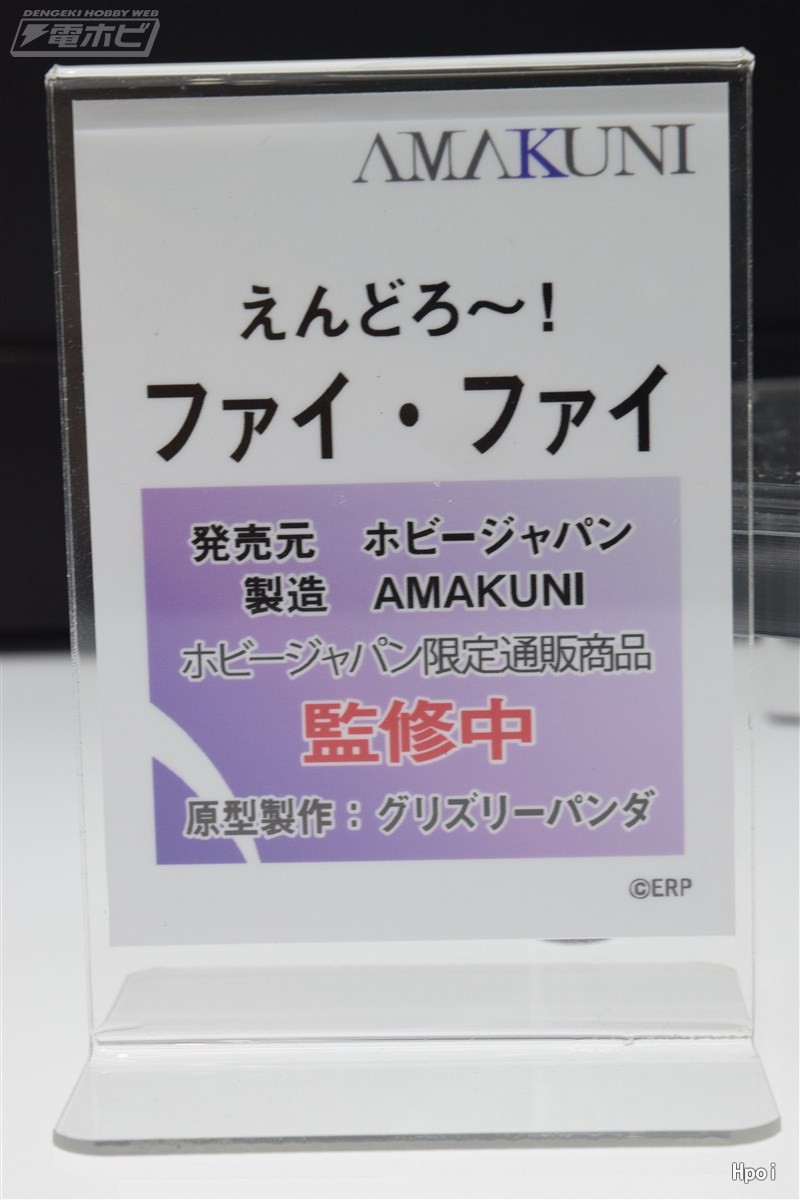 DENGEKI HOBBY WEB
電ホビ
AMAKUNI
えんどろ～!
ファイ・ファイ
発売元 ホビージャパン
製造 AMAKUNI
ホビージャパン限定通販商品
監修中
原型製作：グリズリーパンダ
©ERP
Hpoi